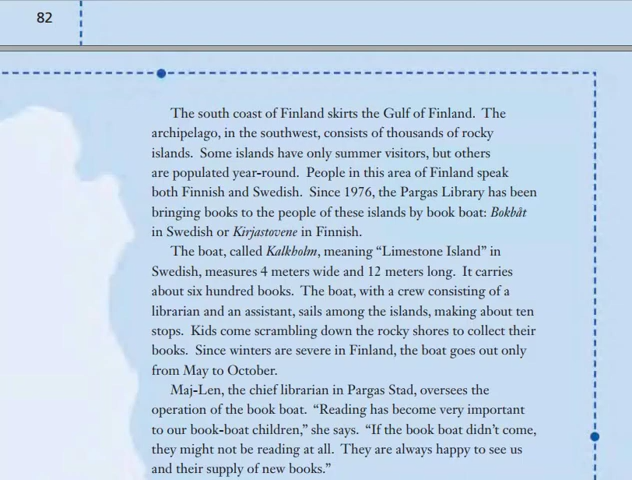 82
The south coast of Finland skirts the Gulf of Finland. The
archipelago, in the southwest, consists of thousands of rocky
islands. Some islands have only summer visitors, but others
are populated year-round. People in this area of Finland speak
both Finnish and Swedish. Since 1976, the Pargas Library has been
bringing books to the people of these islands by book boat: Bokbåt
in Swedish or Kirjastovene in Finnish.
The boat, called Kalkholm, meaning “Limestone Island” in
Swedish, measures 4 meters wide and 12 meters long. It carries
about six hundred books. The boat, with a crew consisting of a
librarian and an assistant, sails among the islands, making about ten
stops. Kids come scrambling down the rocky shores to collect their
books. Since winters are severe in Finland, the boat goes out only
from May to October.
Maj-Len, the chief librarian in Pargas Stad, oversees the
operation of the book boat. “Reading has become very important
to our book-boat children,” she says. “If the book boat didn’t come,
they might not be reading at all. They are always happy to see us
and their supply of new books.”